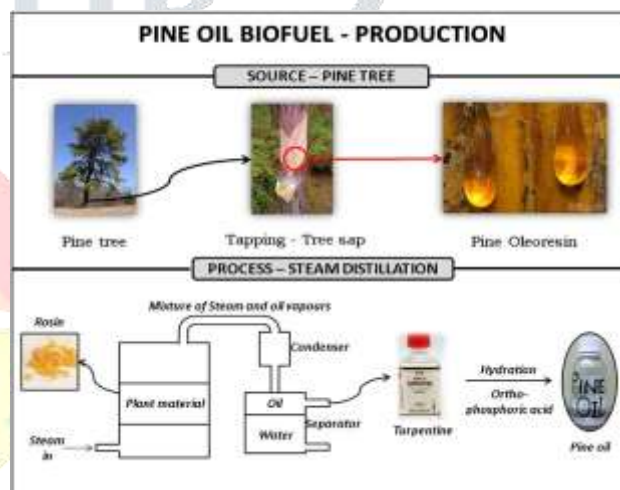 PINE OIL BIOFUEL - PRODUCTION
SOURCE – PINE TREE
Pine tree
Tapping - Tree sap
Pine Oleoresin
PROCESS – STEAM DISTILLATION
Mixture of Steam and oil vapours
Rosin
Condenser
Plant material
Oil
Separator
Water
Steam
in
Turpentine
Hydration
Ortho-
phosphoric acid
PINE
OIL
Pine oil